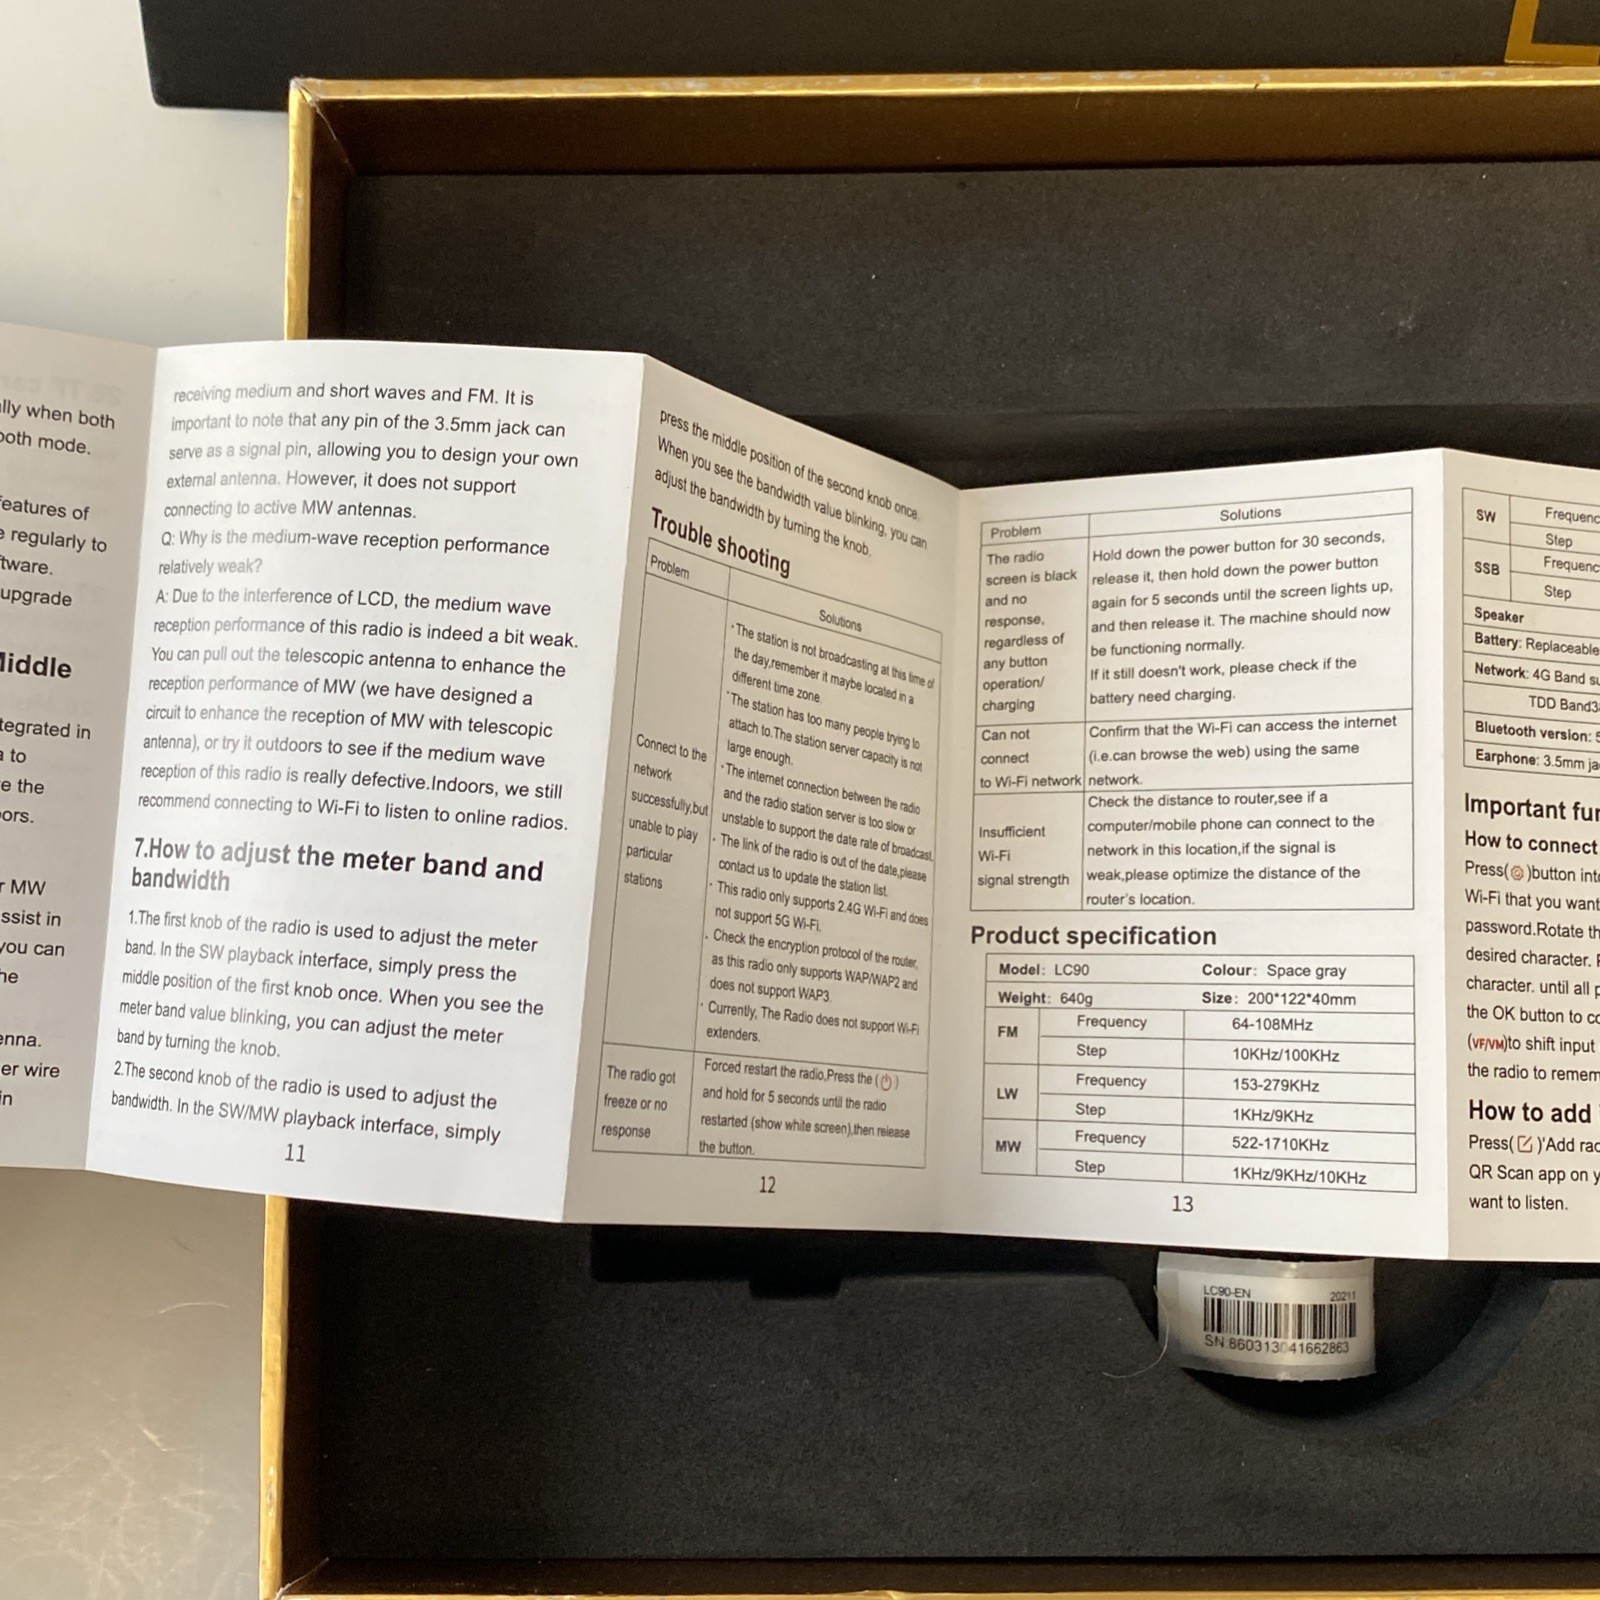 lly when both
ooth mode.
features of
e regularly to
tware.
upgrade
Middle
tegrated in
a to
e the
ors.
r MW
ssist in
you can
he
enna.
er wire
in
receiving medium and short waves and FM. It is
important to note that any pin of the 3.5mm jack can
serve as a signal pin, allowing you to design your own
external antenna. However, it does not support
connecting to active MW antennas.
Q: Why is the medium-wave reception performance
relatively weak?
A: Due to the interference of LCD, the medium wave
reception performance of this radio is indeed a bit weak.
You can pull out the telescopic antenna to enhance the
reception performance of MW (we have designed a
circuit to enhance the reception of MW with telescopic
antenna), or try it outdoors to see if the medium wave
reception of this radio is really defective.Indoors, we still
recommend connecting to Wi-Fi to listen to online radios.
7.How to adjust the meter band and
bandwidth
1.The first knob of the radio is used to adjust the meter
band. In the SW playback interface, simply press the
middle position of the first knob once. When you see the
meter band value blinking, you can adjust the meter
band by turning the knob.
2.The second knob of the radio is used to adjust the
bandwidth. In the SW/MW playback interface, simply
11
press the middle position of the second knob once.
When you see the bandwidth value blinking, you can
adjust the bandwidth by turning the knob.
Trouble shooting
Problem
Solutions
Connect to the
network
successfully,but
unable to play
particular
stations
·The station is not broadcasting at this time of
the day,remember it maybe located in a
different time zone.
·The station has too many people trying to
attach to.The station server capacity is not
large enough.
·The internet connection between the radio
and the radio station server is too slow or
unstable to support the date rate of broadcast.
· The link of the radio is out of the date,please
contact us to update the station list.
· This radio only supports 2.4G Wi-Fi and does
not support 5G Wi-Fi.
· Check the encryption protocol of the router,
as this radio only supports WAP/WAP2 and
does not support WAP3.
· Currently, The Radio does not support Wi-Fi
extenders.
The radio got
freeze or no
response
Forced restart the radio,Press the ( )
and hold for 5 seconds until the radio
restarted (show white screen),then release
the button.
12
Problem
Solutions
The radio
screen is black
and no
response,
regardless of
any button
operation/
charging
Hold down the power button for 30 seconds,
release it, then hold down the power button
again for 5 seconds until the screen lights up,
and then release it. The machine should now
be functioning normally.
If it still doesn't work, please check if the
battery need charging.
Can not
connect
to Wi-Fi network
Confirm that the Wi-Fi can access the internet
(i.e.can browse the web) using the same
network.
Insufficient
Wi-Fi
signal strength
Check the distance to router,see if a
computer/mobile phone can connect to the
network in this location,if the signal is
weak,please optimize the distance of the
router's location.
Product specification
Model: LC90 Colour: Space gray
Weight: 640g Size: 200*122*40mm
FM Frequency 64-108MHz
Step 10KHz/100KHz
LW Frequency 153-279KHz
Step 1KHz/9KHz
MW Frequency 522-1710KHz
Step 1KHz/9KHz/10KHz
13
SW Frequenc
Step
SSB Frequenc
Step
Speaker
Battery: Replaceable
Network: 4G Band su
TDD Band3
Bluetooth version: 5
Earphone: 3.5mm ja
Important fun
How to connect
Press( )button into
Wi-Fi that you want
password.Rotate th
desired character.
character. until all p
the OK button to co
(VF/VM)to shift input
the radio to remem
How to add
Press( )'Add rad
QR Scan app on y
want to listen.
LC90-EN 20211
SN:860313041662863